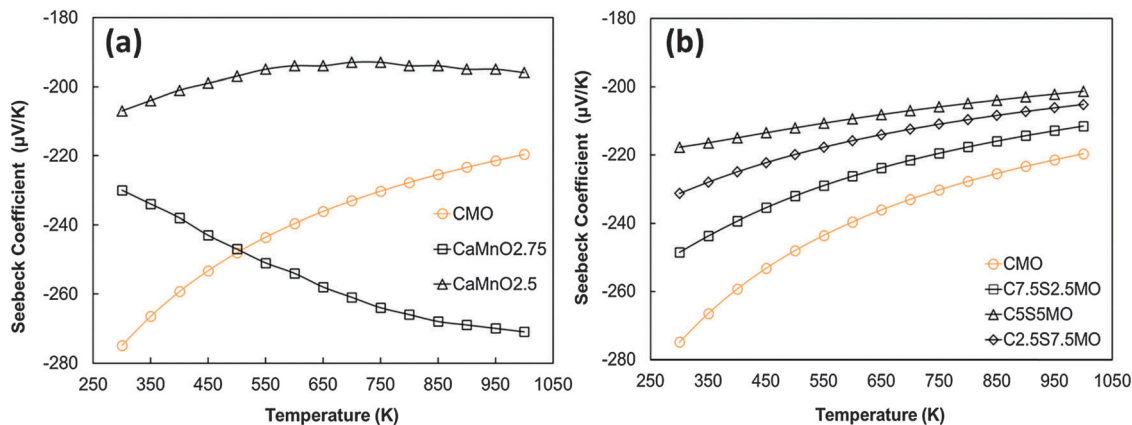 (a)
Seebeck Coefficient (µV/K)
-180
-200
-220
-240
-260
-280
250 350 450 550 650 750 850 950 1050
Temperature (K)
CMO
CaMnO2.75
CaMnO2.5
(b)
Seebeck Coefficient (µV/K)
-180
-200
-220
-240
-260
-280
250 350 450 550 650 750 850 950 1050
Temperature (K)
CMO
C7.5S2.5MO
C5S5MO
C2.5S7.5MO